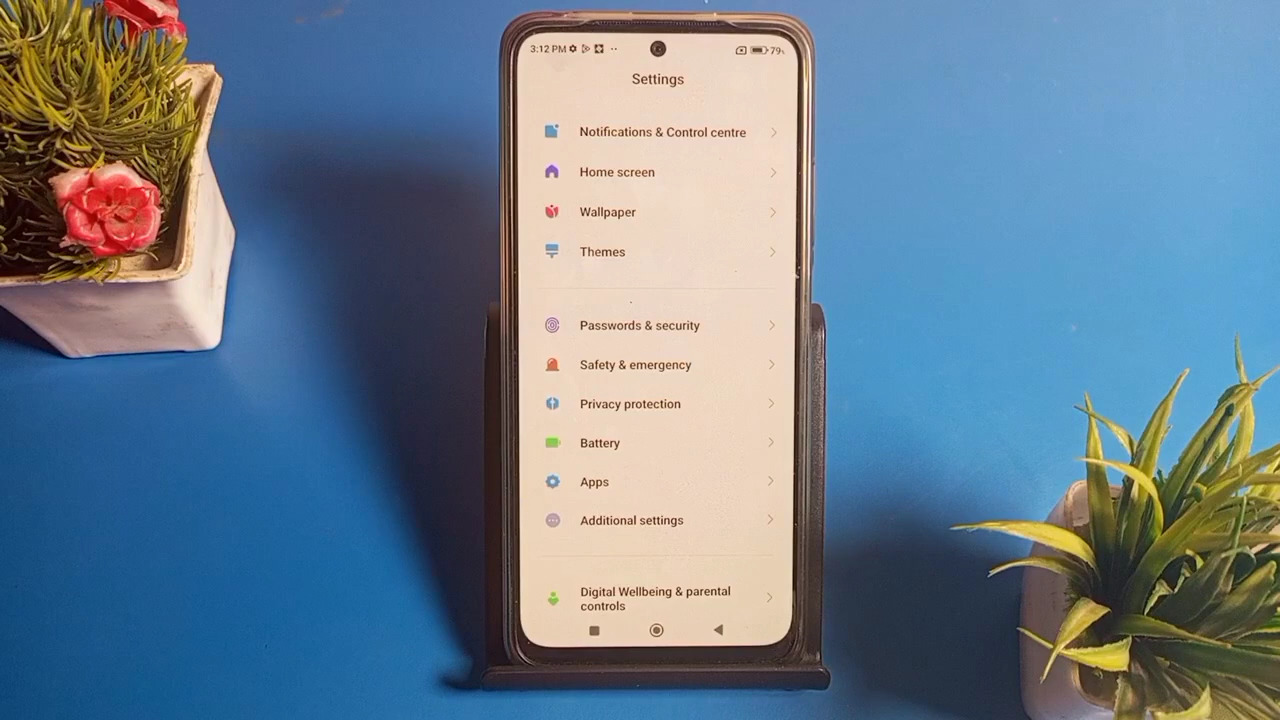 3:12 PM 79%
Settings
Notifications & Control centre
Home screen
Wallpaper
Themes
Passwords & security
Safety & emergency
Privacy protection
Battery
Apps
Additional settings
Digital Wellbeing & parental
controls